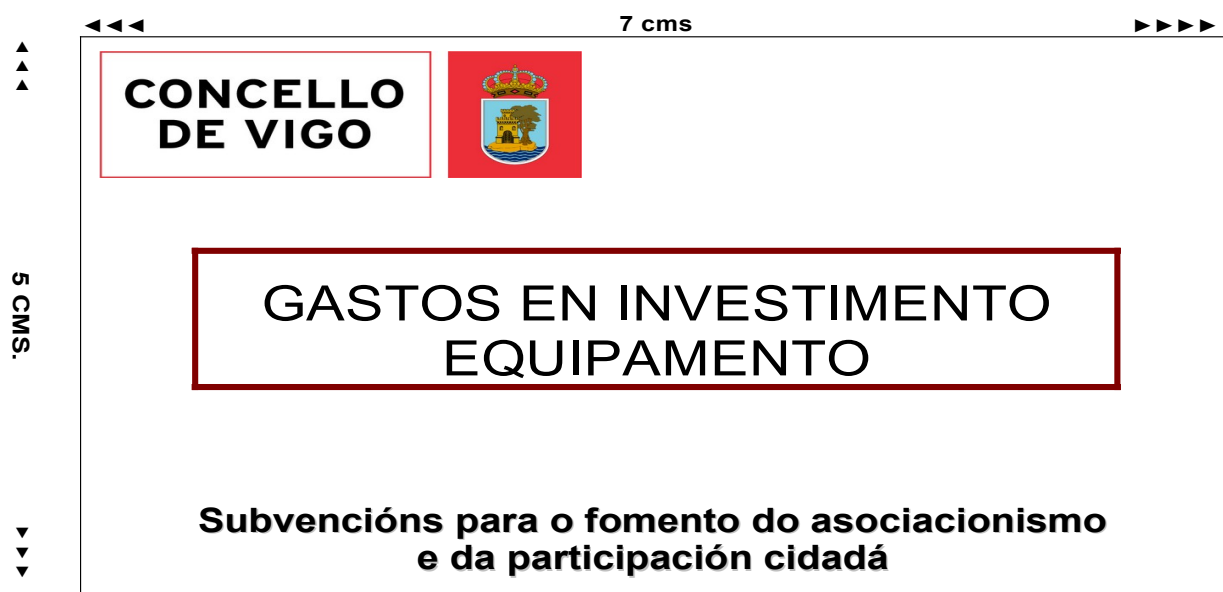 7 cms
CONCELLO
DE VIGO
5 CMS.
GASTOS EN INVESTIMENTO
EQUIPAMENTO
Subvencións para o fomento do asociacionismo
e da participación cidadá